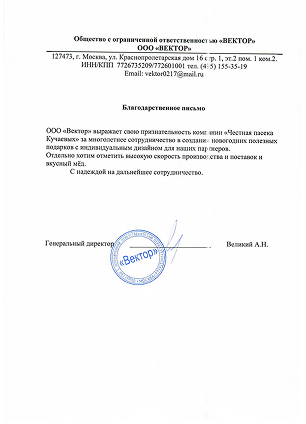 Общество с ограниченной ответственностью «ВЕКТОР»
ООО «ВЕКТОР»
127473, г. Москва, ул. Краснопролетарская дом 16 стр. 1, эт.2 пом. 1 ком.2.
ИНН/КПП 7726735209/772601001 тел. (495) 155-35-19
Email: vektor0217@mail.ru
Благодарственное письмо
ООО «Вектор» выражает свою признательность компании «Честная пасека
Кучаевых» за многолетнее сотрудничество в создании новогодних полезных
подарков с индивидуальным дизайном для наших партнеров.
Отдельно хотим отметить высокую скорость производства и поставок и
вкусный мёд.
С надеждой на дальнейшее сотрудничество.
Генеральный директор
Великий А.Н.
«Вектор»